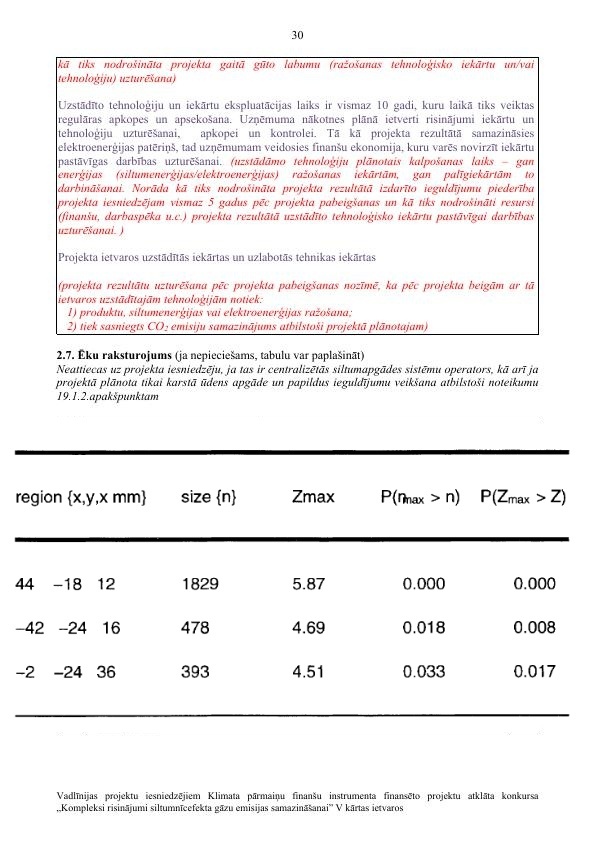 30
kā tiks nodrošināta projekta gaitā gūto labumu (ražošanas tehnoloģisko iekārtu un/vai
tehnoloģiju) uzturēšana)
Uzstādīto tehnoloģiju un iekārtu ekspluatācijas laiks ir vismaz 10 gadi, kuru laikā tiks veiktas
regulāras apkopes un apsekošana. Uzņēmuma nākotnes plānā ietverti risinājumi iekārtu un
tehnoloģiju uzturēšanai, apkopei un kontrolei. Tā kā projekta rezultātā samazināsies
elektroenerģijas patēriņš, tad uzņēmumam veidosies finanšu ekonomija, kuru varēs novirzīt iekārtu
pastāvīgas darbības uzturēšanai. (uzstādāmo tehnoloģiju plānotais kalpošanas laiks – gan
enerģijas (siltumenerģijas/elektroenerģijas) ražošanas iekārtām, gan palīgiekārtām to
darbināšanai. Norāda kā tiks nodrošināta projekta rezultātā izdarīto ieguldījumu piederība
projekta iesniedzējam vismaz 5 gadus pēc projekta pabeigšanas un kā tiks nodrošināti resursi
(finanšu, darbaspēka u.c.) projekta rezultātā uzstādīto tehnoloģisko iekārtu pastāvīgai darbības
uzturēšanai. )
Projekta ietvaros uzstādītās iekārtas un uzlabotās tehnikas iekārtas
(projekta rezultātu uzturēšana pēc projekta pabeigšanas nozīmē, ka pēc projekta beigām ar tā
ietvaros uzstādītajām tehnoloģijām notiek:
1) produktu, siltumenerģijas vai elektroenerģijas ražošana;
2) tiek sasniegts CO₂ emisiju samazinājums atbilstoši projektā plānotajam)
2.7. Ēku raksturojums (ja nepieciešams, tabulu var paplašināt)
Neattiecas uz projekta iesniedzēju, ja tas ir centralizētās siltumapgādes sistēmu operators, kā arī ja
projektā plānota tikai karstā ūdens apgāde un papildus ieguldījumu veikšana atbilstoši noteikumu
19.1.2.apakšpunktam
region {x,y,x mm} size {n} Zmax P(nmax > n) P(Zmax > Z)
44 −18 12 1829 5.87 0.000 0.000
−42 −24 16 478 4.69 0.018 0.008
−2 −24 36 393 4.51 0.033 0.017
Vadlīnijas projektu iesniedzējiem Klimata pārmaiņu finanšu instrumenta finansēto projektu atklāta konkursa
„Kompleksi risinājumi siltumnīcefekta gāzu emisijas samazināšanai” V kārtas ietvaros